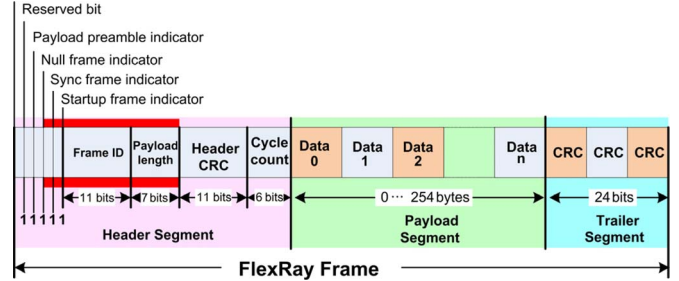 Reserved bit
Payload preamble indicator
Null frame indicator
Sync frame indicator
Startup frame indicator
Frame ID
Payload length
Header CRC
Cycle count
Data 0
Data 1
Data 2
Data n
CRC CRC CRC
11 bits 7 bits 11 bits 6 bits 0 ··· 254 bytes 24 bits
1 1 1 1 1
Header Segment
Payload Segment
Trailer Segment
FlexRay Frame